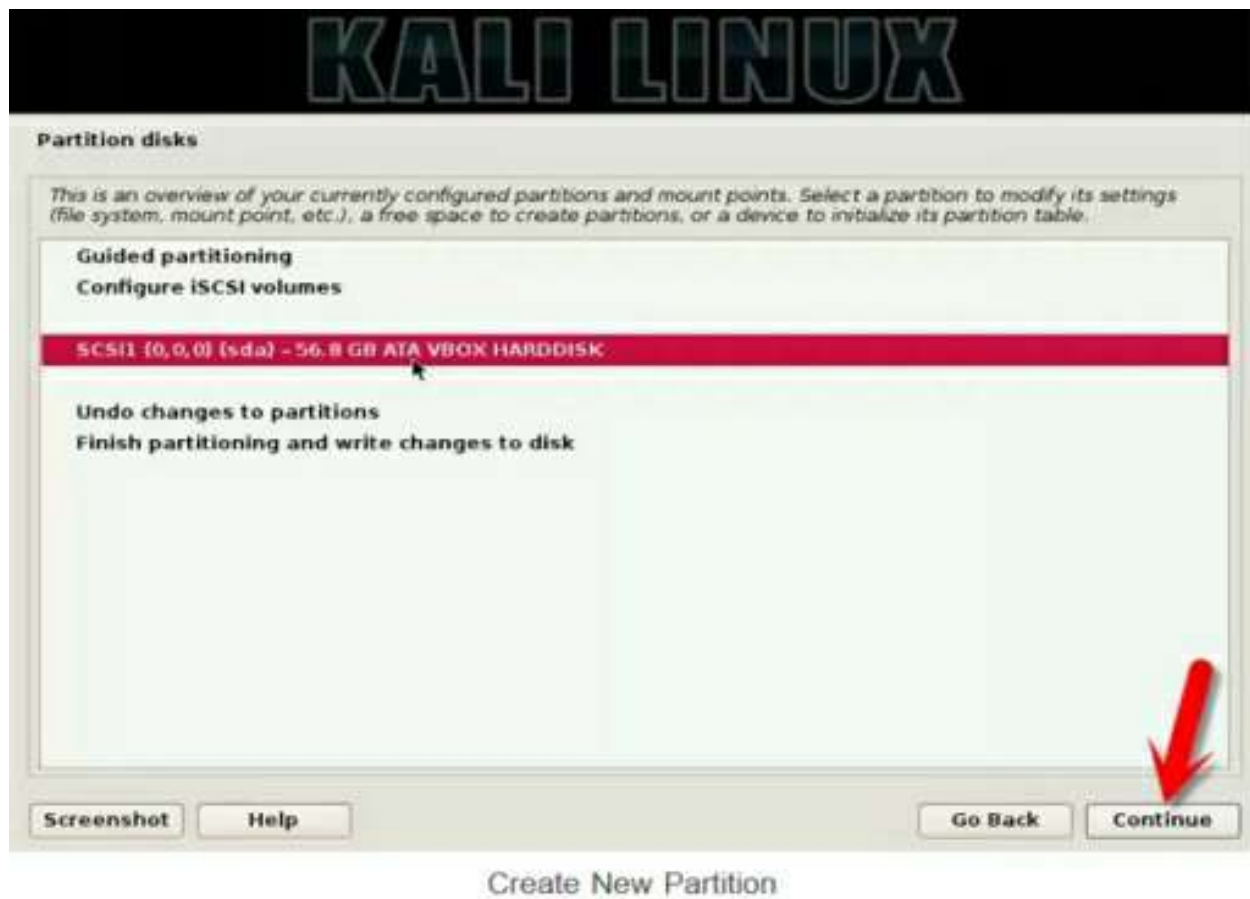 KALI LINUX
Partition disks
This is an overview of your currently configured partitions and mount points. Select a partition to modify its settings
(file system, mount point, etc.), a free space to create partitions, or a device to initialize its partition table.
Guided partitioning
Configure iSCSI volumes
SCSI1 (0,0,0) (sda) - 56.8 GB ATA VBOX HARDDISK
Undo changes to partitions
Finish partitioning and write changes to disk
Screenshot Help Go Back Continue
Create New Partition